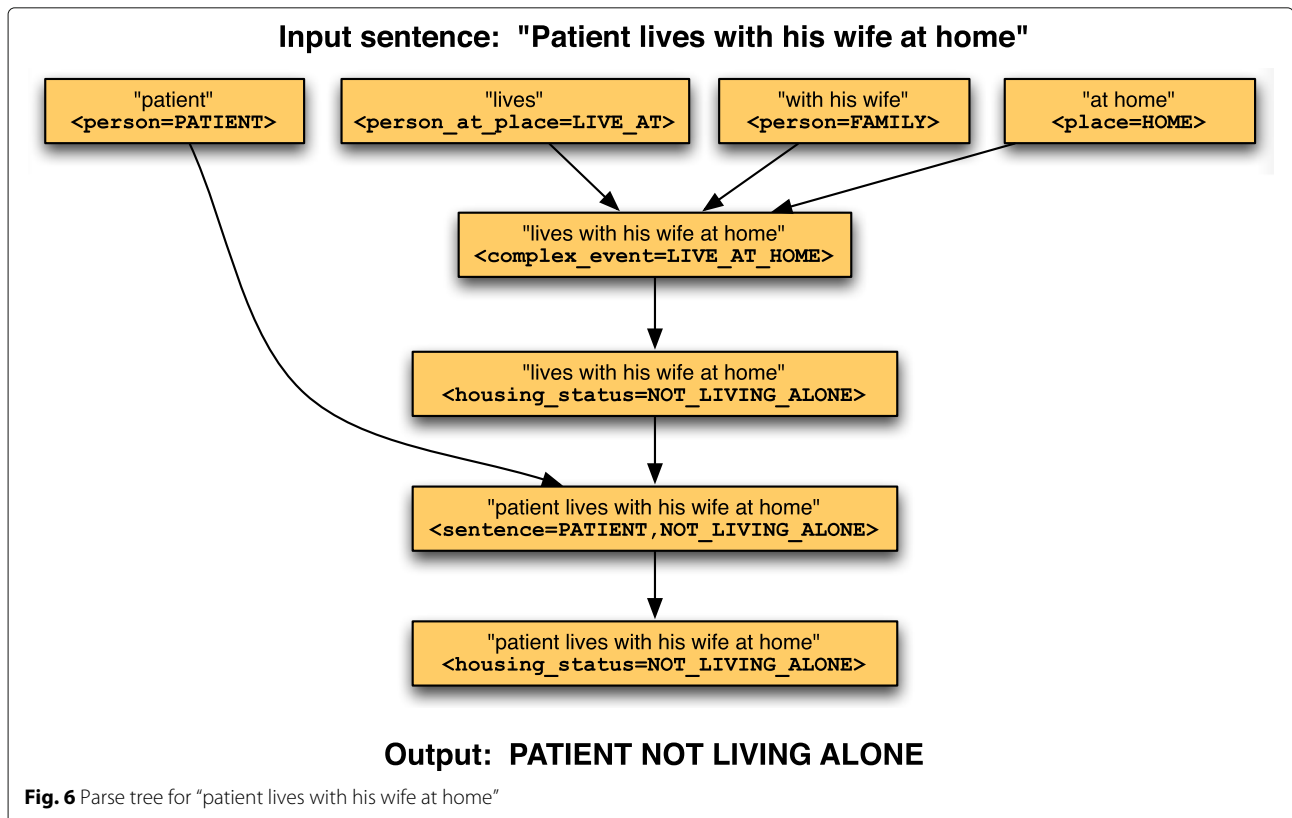 Input sentence:  "Patient lives with his wife at home"
"patient"
<person=PATIENT>
"lives"
<person_at_place=LIVE_AT>
"with his wife"
<person=FAMILY>
"at home"
<place=HOME>
"lives with his wife at home"
<complex_event=LIVE_AT_HOME>
"lives with his wife at home"
<housing_status=NOT_LIVING_ALONE>
"patient lives with his wife at home"
<sentence=PATIENT,NOT_LIVING_ALONE>
"patient lives with his wife at home"
<housing_status=NOT_LIVING_ALONE>
Output:  PATIENT NOT LIVING ALONE
Fig. 6 Parse tree for “patient lives with his wife at home”